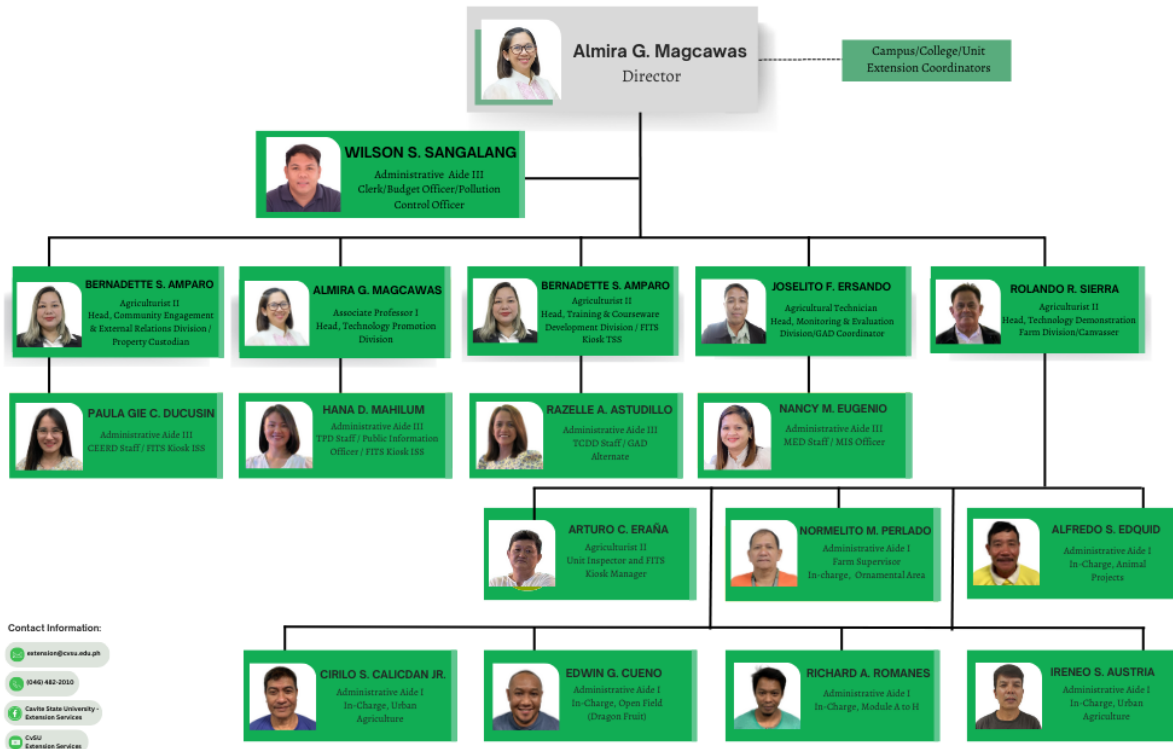 Almira G. Magcawas
Director
Campus/College/Unit
Extension Coordinators
WILSON S. SANGALANG
Administrative Aide III
Clerk/Budget Officer/Pollution
Control Officer
BERNADETTE S. AMPARO
Agriculturist II
Head, Community Engagement
& External Relations Division /
Property Custodian
ALMIRA G. MAGCAWAS
Associate Professor I
Head, Technology Promotion
Division
BERNADETTE S. AMPARO
Agriculturist II
Head, Training & Courseware
Development Division / FITS
Kiosk TSS
JOSELITO F. ERSANDO
Agricultural Technician
Head, Monitoring & Evaluation
Division/GAD Coordinator
ROLANDO R. SIERRA
Agriculturist II
Head, Technology Demonstration
Farm Division/Canvasser
PAULA GIE C. DUCUSIN
Administrative Aide III
CEERD Staff / FITS Kiosk ISS
HANA D. MAHILUM
Administrative Aide III
TPD Staff / Public Information
Officer / FITS Kiosk ISS
RAZELLE A. ASTUDILLO
Administrative Aide III
TCDD Staff / GAD
Alternate
NANCY M. EUGENIO
Administrative Aide III
MED Staff / MIS Officer
ARTURO C. ERAÑA
Agriculturist II
Unit Inspector and FITS
Kiosk Manager
NORMELITO M. PERLADO
Administrative Aide I
Farm Supervisor
In-charge, Ornamental Area
ALFREDO S. EDQUID
Administrative Aide I
In-Charge, Animal
Projects
CIRILO S. CALICDAN JR.
Administrative Aide I
In-Charge, Urban
Agriculture
EDWIN G. CUENO
Administrative Aide I
In-Charge, Open Field
(Dragon Fruit)
RICHARD A. ROMANES
Administrative Aide I
In-Charge, Module A to H
IRENEO S. AUSTRIA
Administrative Aide I
In-Charge, Urban
Agriculture
Contact Information:
extension@cvsu.edu.ph
(046) 482-2010
Cavite State University -
Extension Services
CvSU
Extension Services